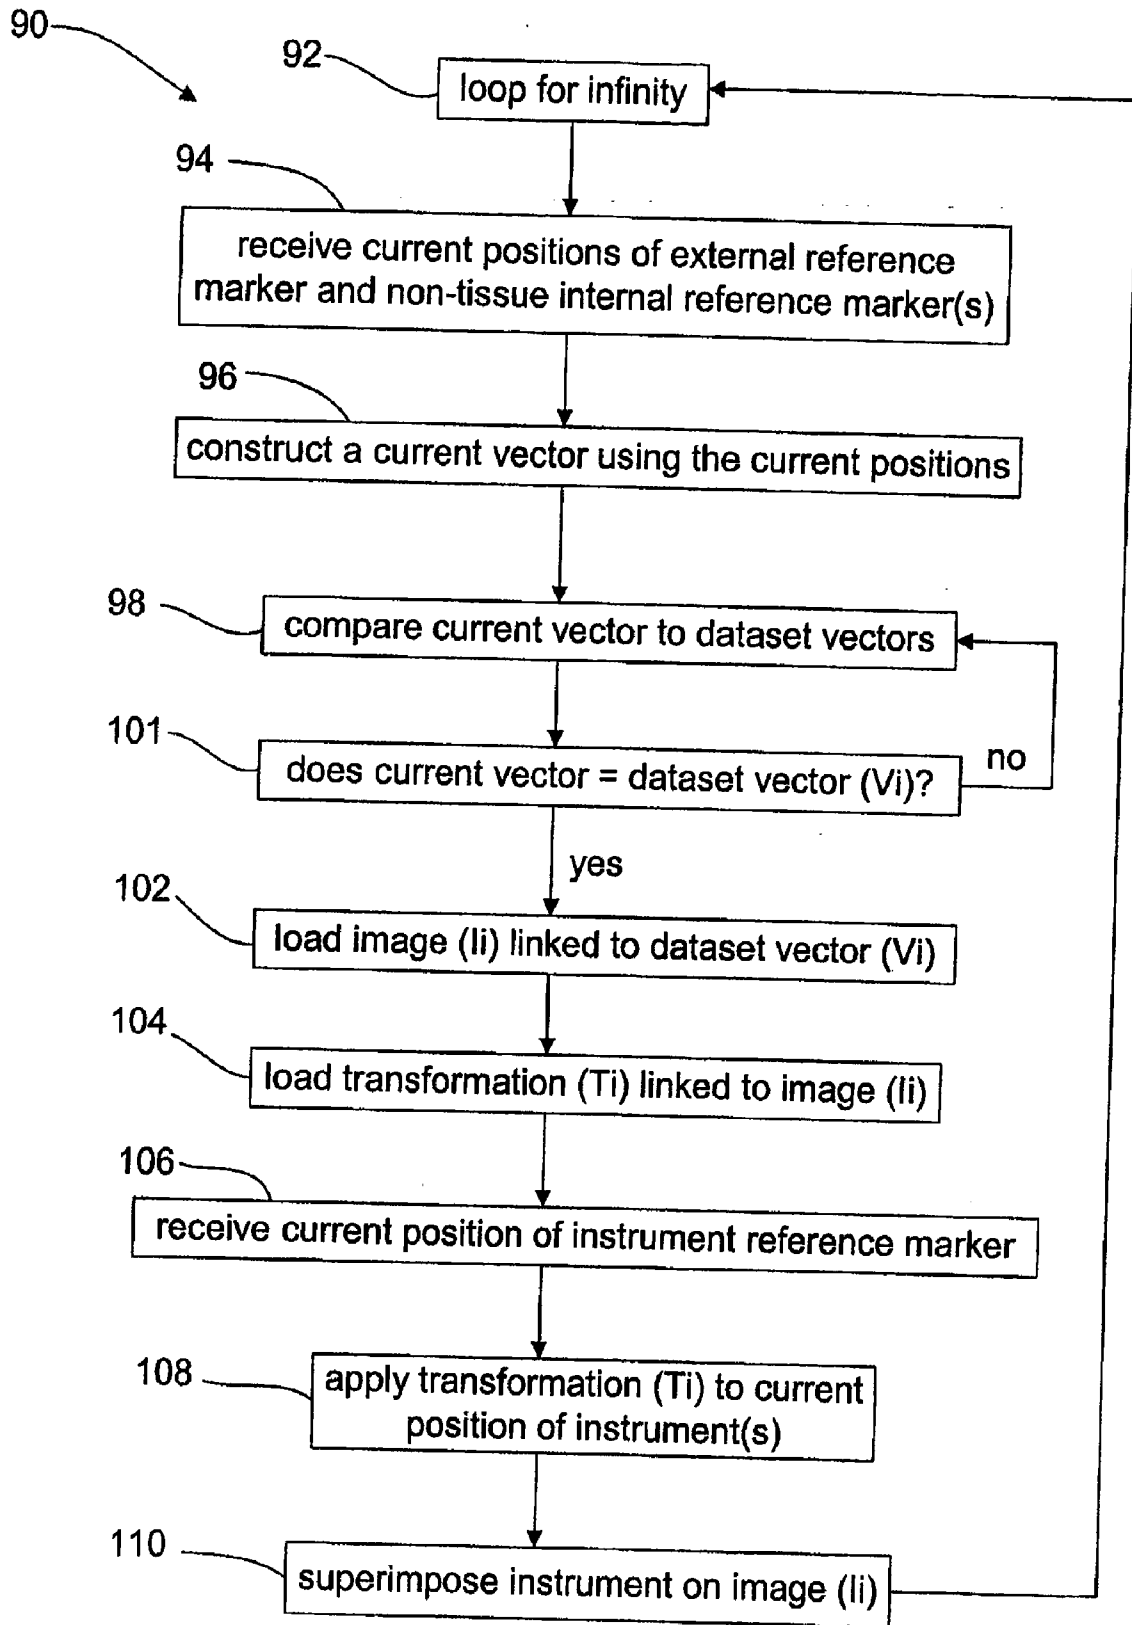 90
92
loop for infinity
94
receive current positions of external reference
marker and non-tissue internal reference marker(s)
96
construct a current vector using the current positions
98
compare current vector to dataset vectors
101
does current vector = dataset vector (Vi)?
no
yes
102
load image (Ii) linked to dataset vector (Vi)
104
load transformation (Ti) linked to image (Ii)
106
receive current position of instrument reference marker
108
apply transformation (Ti) to current
position of instrument(s)
110
superimpose instrument on image (Ii)